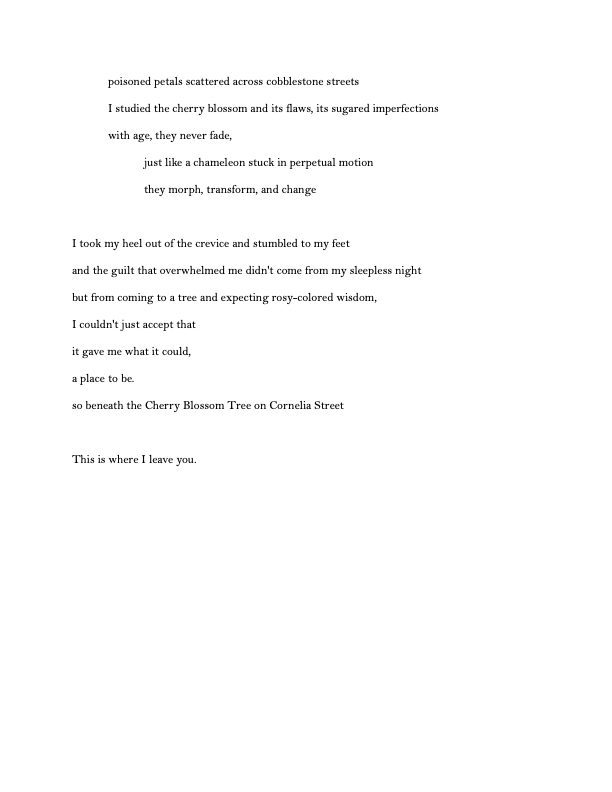 poisoned petals scattered across cobblestone streets
I studied the cherry blossom and its flaws, its sugared imperfections
with age, they never fade,
just like a chameleon stuck in perpetual motion
they morph, transform, and change
I took my heel out of the crevice and stumbled to my feet
and the guilt that overwhelmed me didn't come from my sleepless night
but from coming to a tree and expecting rosy-colored wisdom,
I couldn't just accept that
it gave me what it could,
a place to be.
so beneath the Cherry Blossom Tree on Cornelia Street
This is where I leave you.